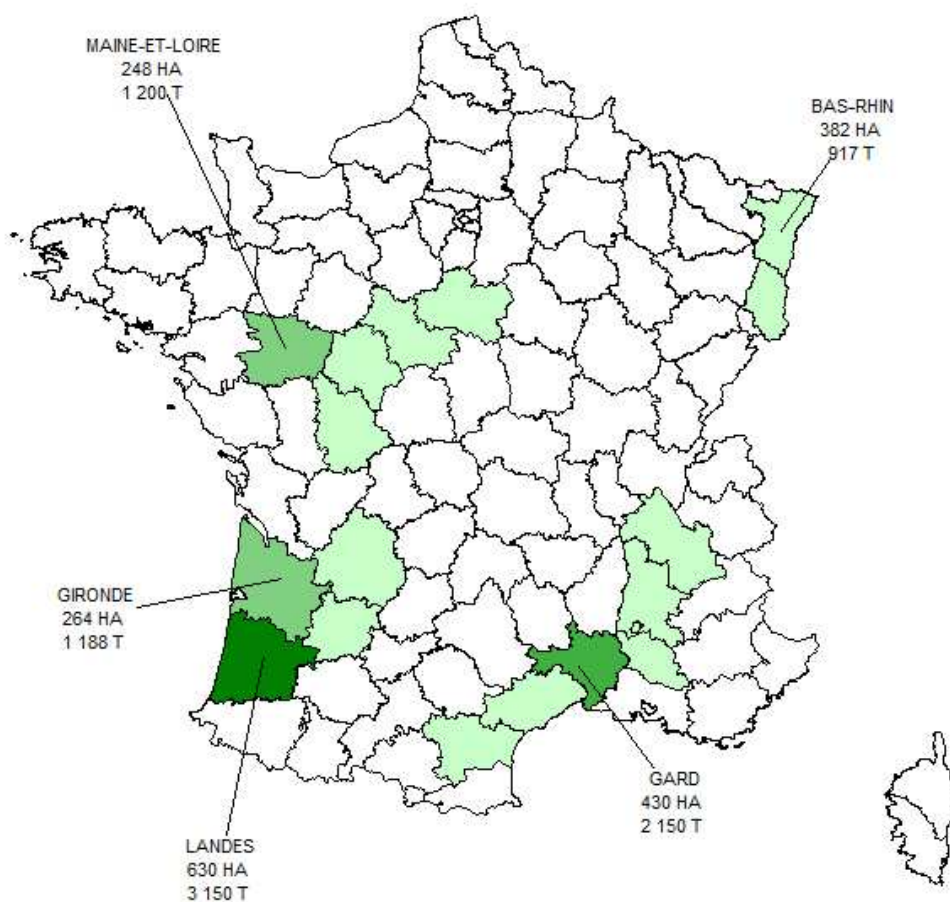 MAINE-ET-LOIRE
248 HA
1 200 T
BAS-RHIN
382 HA
917 T
GIRONDE
264 HA
1 188 T
GARD
430 HA
2 150 T
LANDES
630 HA
3 150 T